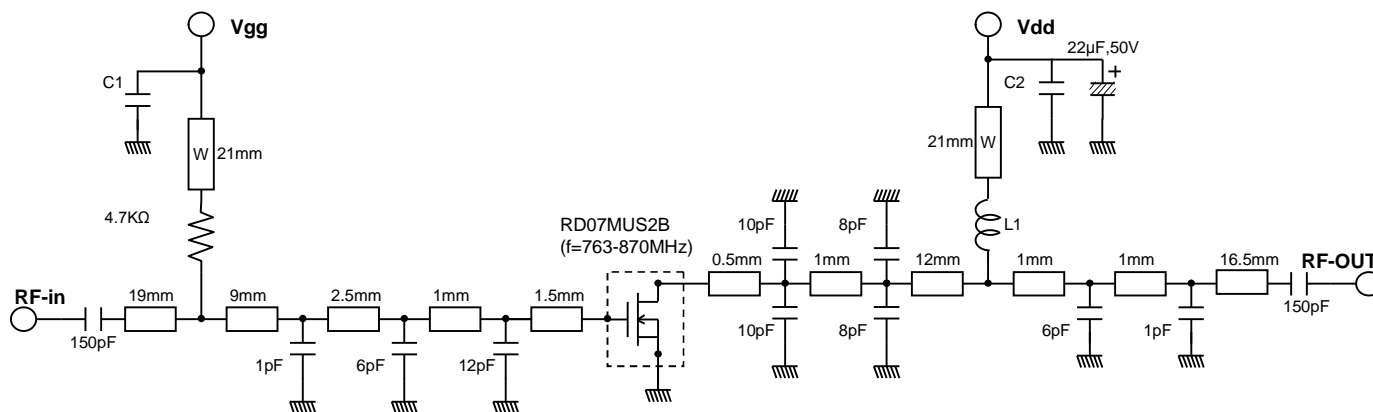 Vgg
Vdd
22µF,50V
+
C1
C2
W
21mm
21mm
W
4.7KΩ
RD07MUS2B
(f=763-870MHz)
10pF
8pF
L1
RF-in
19mm
9mm
2.5mm
1mm
1.5mm
0.5mm
1mm
12mm
1mm
1mm
16.5mm
RF-OUT
150pF
1pF
6pF
12pF
10pF
8pF
6pF
1pF
150pF